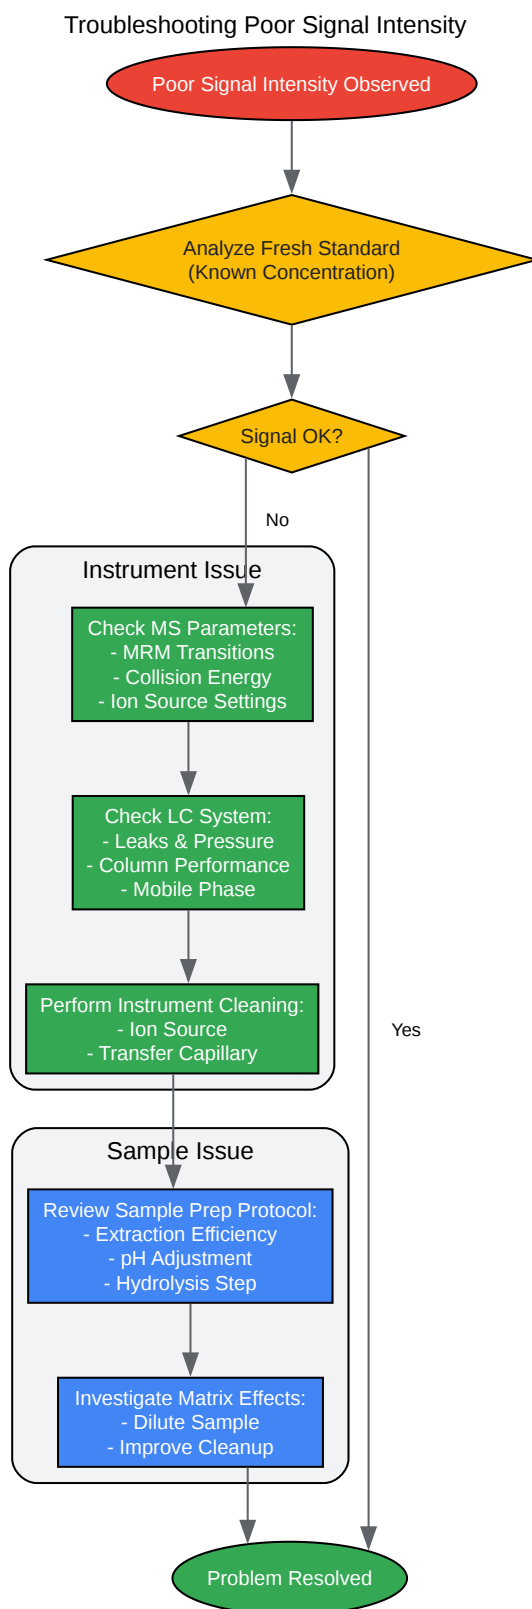 Troubleshooting Poor Signal Intensity
Poor Signal Intensity Observed
Analyze Fresh Standard
(Known Concentration)
Signal OK?
No
Instrument Issue
Check MS Parameters:
- MRM Transitions
- Collision Energy
- Ion Source Settings
Check LC System:
- Leaks & Pressure
- Column Performance
- Mobile Phase
Perform Instrument Cleaning:
- Ion Source
- Transfer Capillary
Yes
Sample Issue
Review Sample Prep Protocol:
- Extraction Efficiency
- pH Adjustment
- Hydrolysis Step
Investigate Matrix Effects:
- Dilute Sample
- Improve Cleanup
Problem Resolved